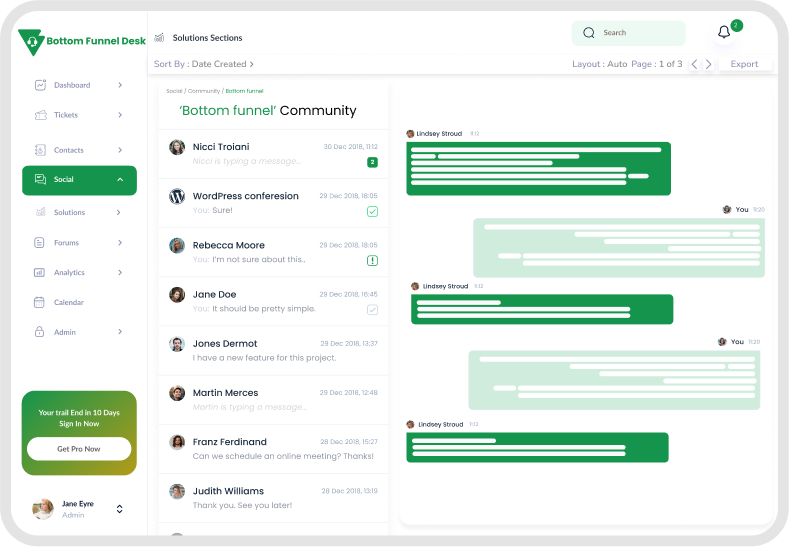 Bottom Funnel Desk
Dashboard
Tickets
Contacts
Social
Solutions
Forums
Analytics
Calendar
Admin
Your trail End in 10 Days
Sign In Now
Get Pro Now
Jane Eyre
Admin
Solutions Sections
Search
2
Sort By : Date Created >
Layout : Auto Page : 1 of 3
Export
Social / Community / Bottom funnel
‘Bottom funnel’ Community
Nicci Troiani 30 Dec 2018, 11:12
Nicci is typing a message... 2
WordPress conferesion 29 Dec 2018, 18:05
You: Sure!
Rebecca Moore 29 Dec 2018, 18:05
You: I'm not sure about this..
Jane Doe 29 Dec 2018, 16:45
You: It should be pretty simple.
Jones Dermot 29 Dec 2018, 13:37
I have a new feature for this project.
Martin Merces 29 Dec 2018, 12:48
Martin is typing a message...
Franz Ferdinand 28 Dec 2018, 15:27
Can we schedule an online meeting? Thanks!
Judith Williams 28 Dec 2018, 13:19
Thank you. See you later!
Lindsey Stroud
You 11:20
Lindsey Stroud 11:12
You 11:20
Lindsey Stroud